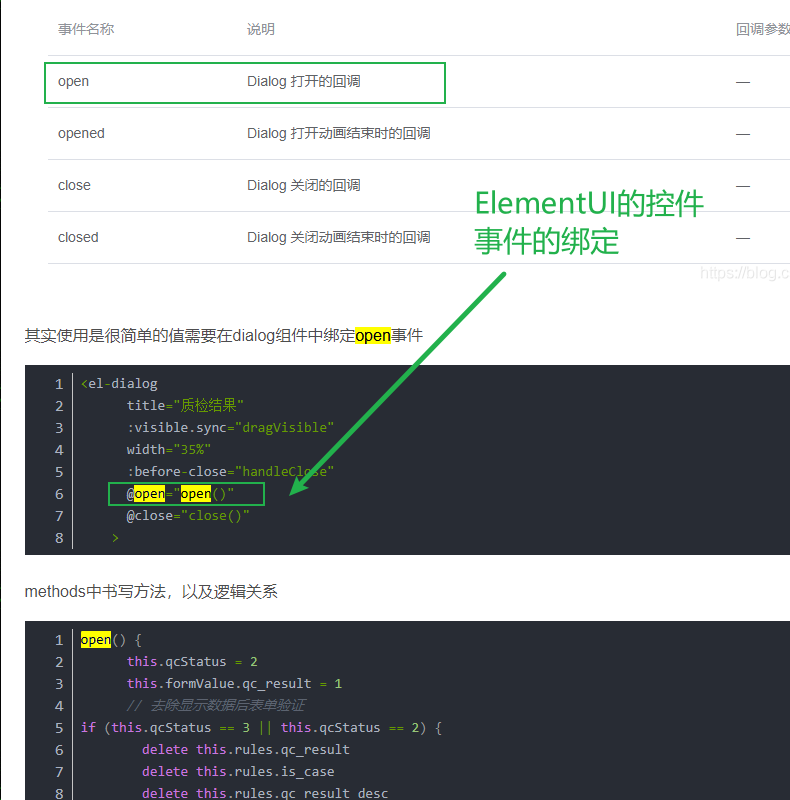 事件名称 说明 回调参数
open Dialog 打开的回调 —
opened Dialog 打开动画结束时的回调 —
close Dialog 关闭的回调 —
closed Dialog 关闭动画结束时的回调 —
ElementUI的控件
事件的绑定
https://blog.c
其实使用是很简单的值需要在dialog组件中绑定open事件
1 <el-dialog
2 title="质检结果"
3 :visible.sync="dragVisible"
4 width="35%"
5 :before-close="handleClose"
6 @open="open()"
7 @close="close()"
8 >
methods中书写方法，以及逻辑关系
1 open() {
2 this.qcStatus = 2
3 this.formValue.qc_result = 1
4 // 去除显示数据后表单验证
5 if (this.qcStatus == 3 || this.qcStatus == 2) {
6 delete this.rules.qc_result
7 delete this.rules.is_case
8 delete this.rules.qc_result_desc